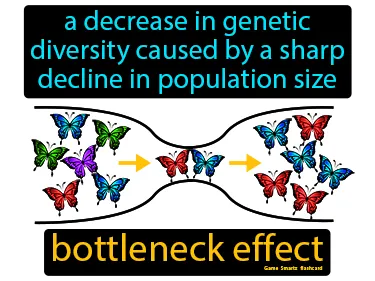 a decrease in genetic
diversity caused by a sharp
decline in population size
bottleneck effect
Game Smartz flashcard